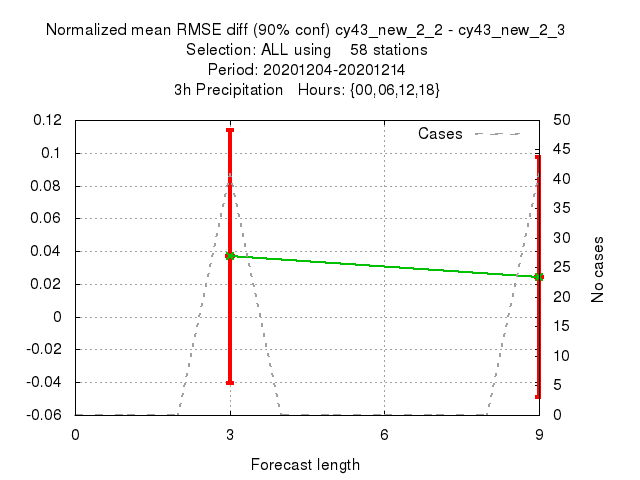 Normalized mean RMSE diff (90% conf) cy43_new_2_2 - cy43_new_2_3
Selection: ALL using    58 stations
Period: 20201204-20201214
3h Precipitation   Hours: {00,06,12,18}
Cases
0.12
0.1
0.08
0.06
0.04
0.02
0
-0.02
-0.04
-0.06
50
45
40
35
30
25
20
15
10
5
0
No cases
0 3 6 9
Forecast length